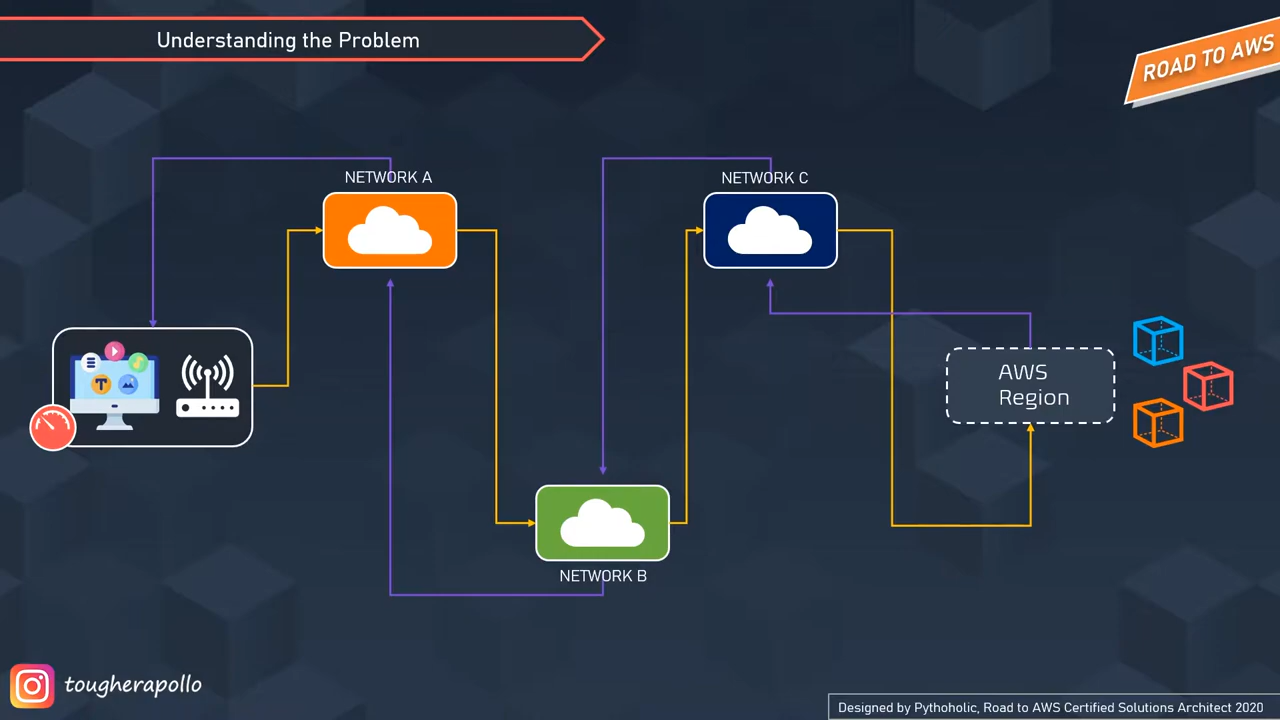 Understanding the Problem
ROAD TO AWS
NETWORK A
NETWORK C
AWS
Region
T
NETWORK B
tougherapollo
Designed by Pythoholic, Road to AWS Certified Solutions Architect 2020